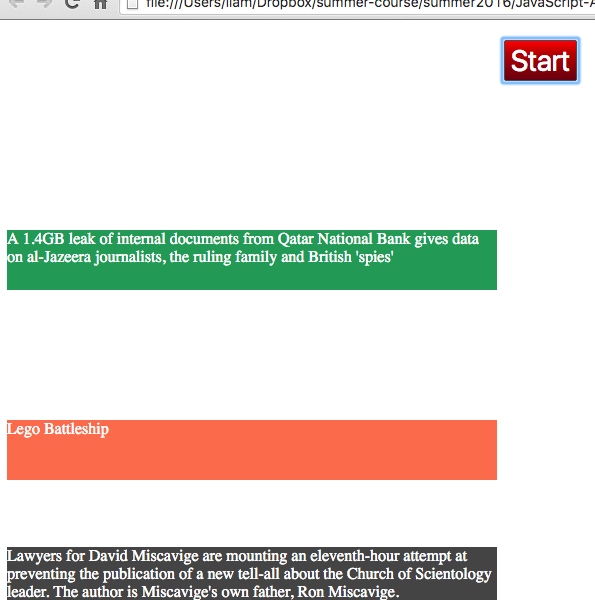 file:///Users/liam/Dropbox/summer-course/summer2016/JavaScript-A
Start
A 1.4GB leak of internal documents from Qatar National Bank gives data
on al-Jazeera journalists, the ruling family and British 'spies'
Lego Battleship
Lawyers for David Miscavige are mounting an eleventh-hour attempt at
preventing the publication of a new tell-all about the Church of Scientology
leader. The author is Miscavige's own father, Ron Miscavige.